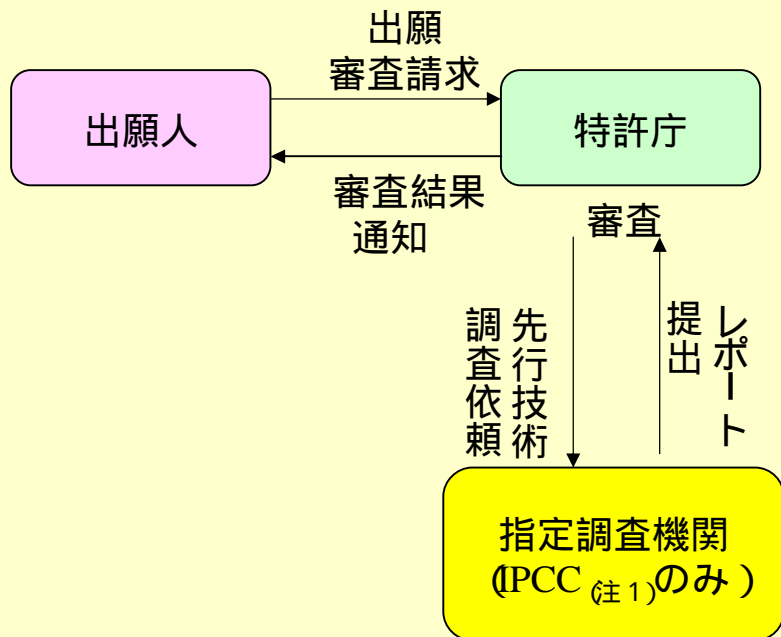 出願
審査請求
出願人
特許庁
審査結果
通知
審査
先行技術
調査依頼
レポート
提出
指定調査機関
(IPCC(注1)のみ)